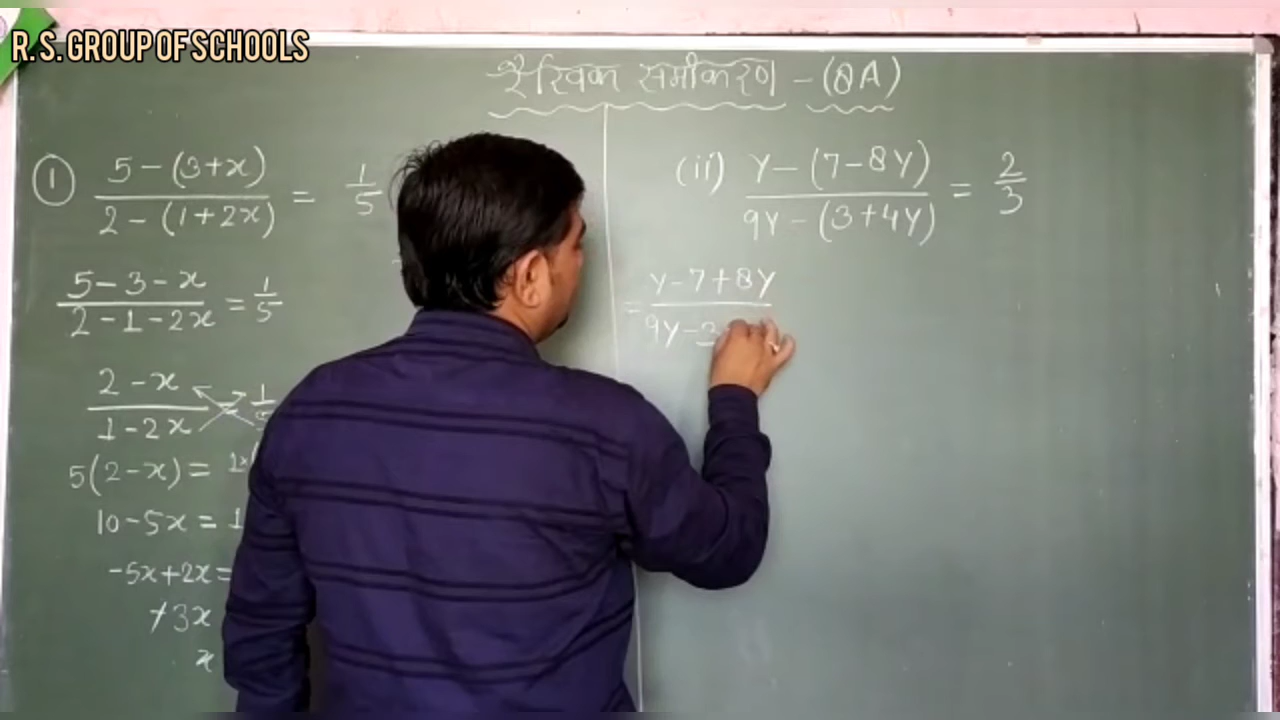 R. S. GROUP OF SCHOOLS
रैखिक समीकरण - (8A)
① 5-(3+x) / 2-(1+2x) = 1/5
5-3-x / 2-1-2x = 1/5
2-x / 1-2x = 1/5
5(2-x) = 1×(
10-5x = 1
-5x+2x =
-3x
x
(ii) Y-(7-8Y) / 9Y-(3+4Y) = 2/3
= Y-7+8Y / 9Y-3